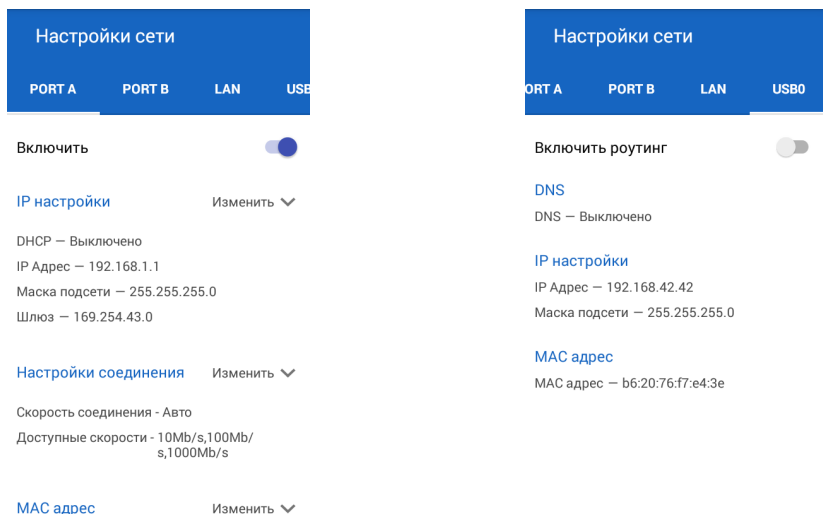 Настройки сети
PORT A PORT B LAN USB
Включить
IP настройки Изменить
DHCP — Выключено
IP Адрес — 192.168.1.1
Маска подсети — 255.255.255.0
Шлюз — 169.254.43.0
Настройки соединения Изменить
Скорость соединения - Авто
Доступные скорости - 10Mb/s,100Mb/
s,1000Mb/s
MAC адрес Изменить
Настройки сети
ORT A PORT B LAN USB0
Включить роутинг
DNS
DNS — Выключено
IP настройки
IP Адрес — 192.168.42.42
Маска подсети — 255.255.255.0
MAC адрес
MAC адрес — b6:20:76:f7:e4:3e